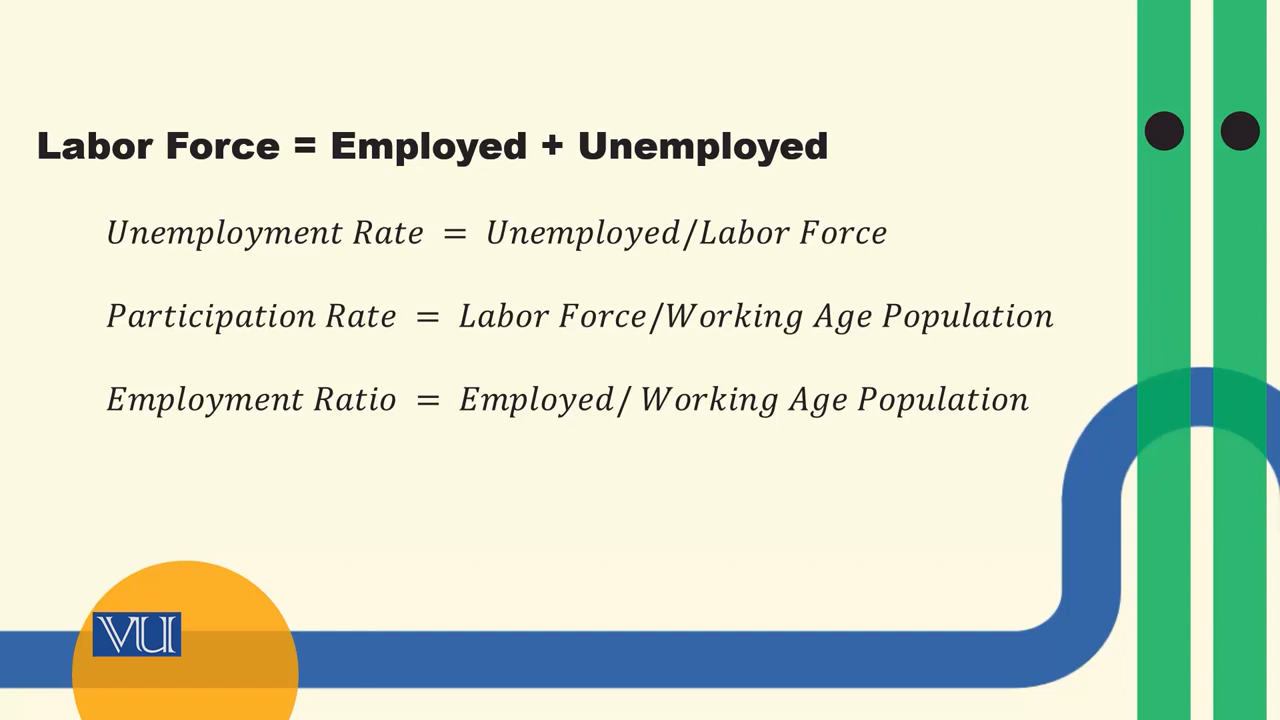 Labor Force = Employed + Unemployed
Unemployment Rate = Unemployed/Labor Force
Participation Rate = Labor Force/Working Age Population
Employment Ratio = Employed/ Working Age Population
VU